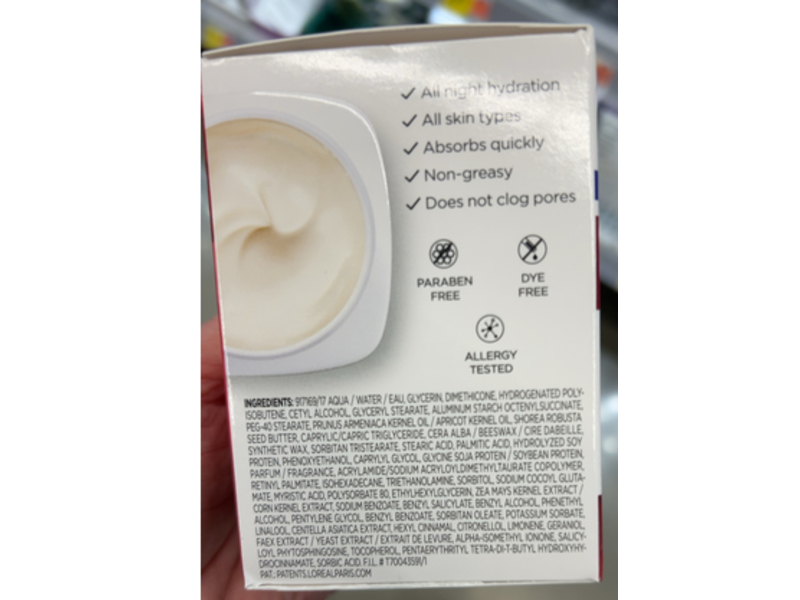 ✓ All night hydration
✓ All skin types
✓ Absorbs quickly
✓ Non-greasy
✓ Does not clog pores
PARABEN
FREE
DYE
FREE
ALLERGY
TESTED
INGREDIENTS: 917169/17 AQUA / WATER / EAU, GLYCERIN, DIMETHICONE, HYDROGENATED POLY-
ISOBUTENE, CETYL ALCOHOL, GLYCERYL STEARATE, ALUMINUM STARCH OCTENYLSUCCINATE,
PEG-40 STEARATE, PRUNUS ARMENIACA KERNEL OIL / APRICOT KERNEL OIL, SHOREA ROBUSTA
SEED BUTTER, CAPRYLIC/CAPRIC TRIGLYCERIDE, CERA ALBA / BEESWAX / CIRE DABEILLE,
SYNTHETIC WAX, SORBITAN TRISTEARATE, STEARIC ACID, PALMITIC ACID, HYDROLYZED SOY
PROTEIN, PHENOXYETHANOL, CAPRYLYL GLYCOL, GLYCINE SOJA PROTEIN / SOYBEAN PROTEIN,
PARFUM / FRAGRANCE, ACRYLAMIDE/SODIUM ACRYLOYLDIMETHYLTAURATE COPOLYMER,
RETINYL PALMITATE, ISOHEXADECANE, TRIETHANOLAMINE, SORBITOL, SODIUM COCOYL GLUTA-
MATE, MYRISTIC ACID, POLYSORBATE 80, ETHYLHEXYLGLYCERIN, ZEA MAYS KERNEL EXTRACT /
CORN KERNEL EXTRACT, SODIUM BENZOATE, BENZYL SALICYLATE, BENZYL ALCOHOL, PHENETHYL
ALCOHOL, PENTYLENE GLYCOL, BENZYL BENZOATE, SORBITAN OLEATE, POTASSIUM SORBATE,
LINALOOL, CENTELLA ASIATICA EXTRACT, HEXYL CINNAMAL, CITRONELLOL, LIMONENE, GERANIOL,
FAEX EXTRACT / YEAST EXTRACT / EXTRAIT DE LEVURE, ALPHA-ISOMETHYL IONONE, SALICY-
LOYL PHYTOSPHINGOSINE, TOCOPHEROL, PENTAERYTHRITYL TETRA-DI-T-BUTYL HYDROXYHY-
DROCINNAMATE, SORBIC ACID. F.I.L. # T70043591/1
PAT.: PATENTS.LOREALPARIS.COM